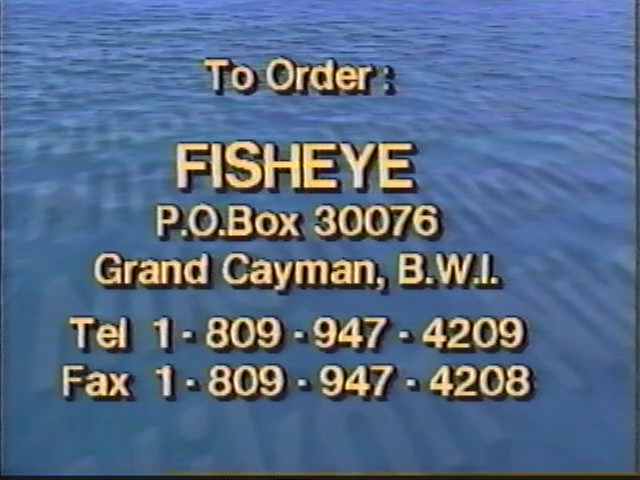 To Order :
FISHEYE
P.O.Box 30076
Grand Cayman, B.W.I.
Tel 1 - 809 - 947 - 4209
Fax 1 - 809 - 947 - 4208